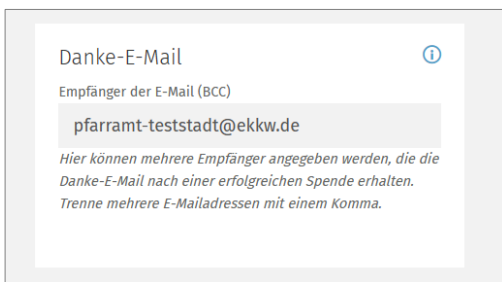 Danke-E-Mail
Empfänger der E-Mail (BCC)
pfarramt-teststadt@ekkw.de
Hier können mehrere Empfänger angegeben werden, die die
Danke-E-Mail nach einer erfolgreichen Spende erhalten.
Trenne mehrere E-Mailadressen mit einem Komma.